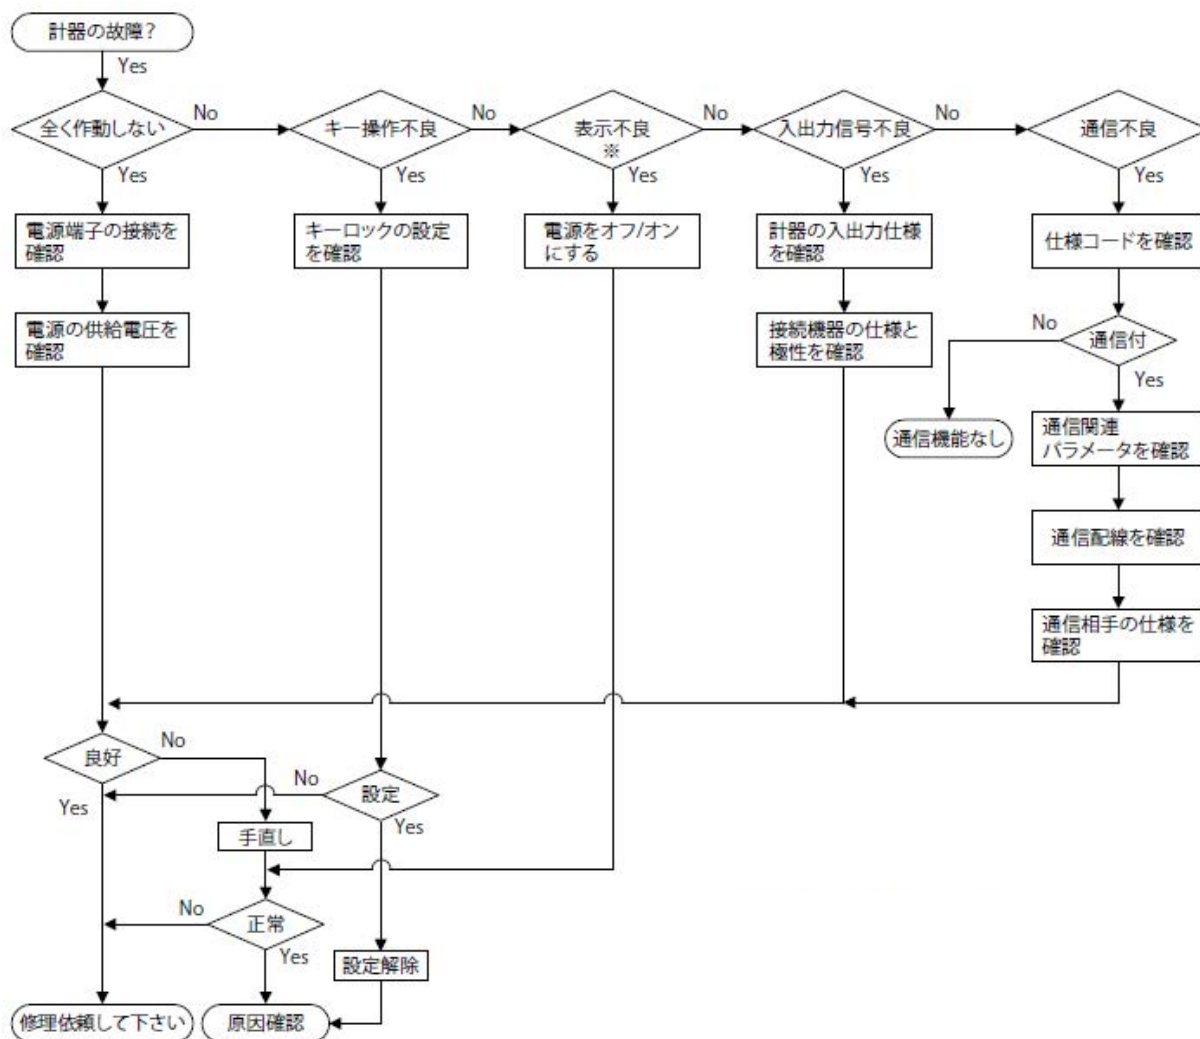 計器の故障？
Yes
全く作動しない
No
キー操作不良
No
表示不良
※
No
入出力信号不良
No
通信不良
Yes
Yes
Yes
Yes
Yes
電源端子の接続を
確認
キーロックの設定
を確認
電源をオフ/オン
にする
計器の入出力仕様
を確認
仕様コードを確認
電源の供給電圧を
確認
接続機器の仕様と
極性を確認
No
通信付
Yes
通信機能なし
通信関連
パラメータを確認
通信配線を確認
通信相手の仕様を
確認
良好
No
Yes
No
設定
Yes
手直し
No
正常
Yes
設定解除
修理依頼して下さい
原因確認